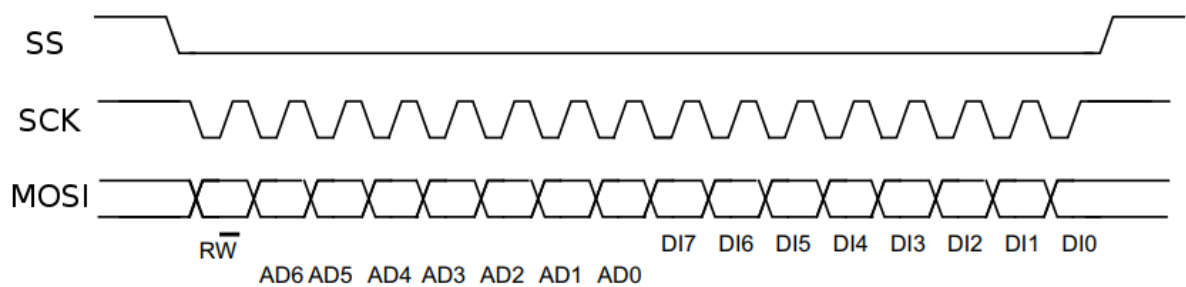 SS
SCK
MOSI
RW̅ DI7 DI6 DI5 DI4 DI3 DI2 DI1 DI0
AD6 AD5 AD4 AD3 AD2 AD1 AD0